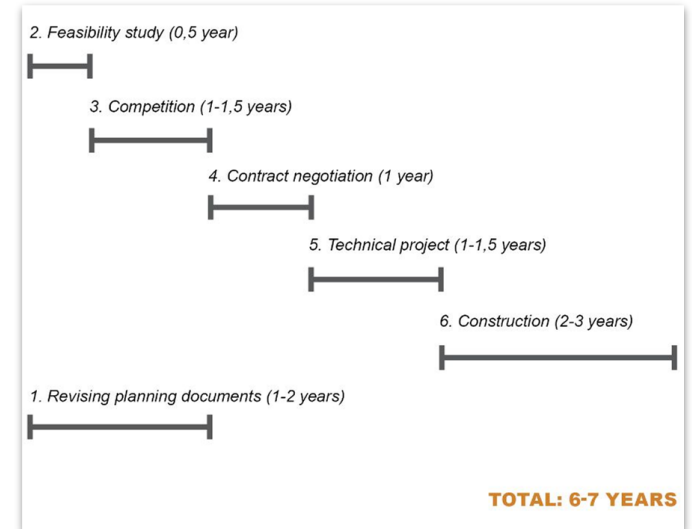 2. Feasibility study (0,5 year)
3. Competition (1-1,5 years)
4. Contract negotiation (1 year)
5. Technical project (1-1,5 years)
6. Construction (2-3 years)
1. Revising planning documents (1-2 years)
TOTAL: 6-7 YEARS